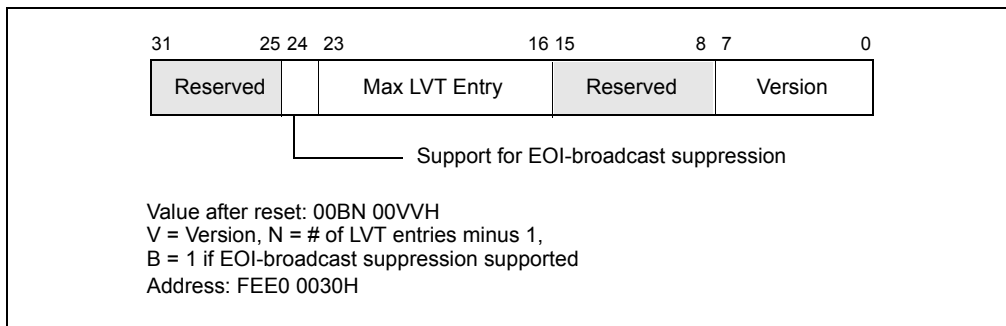 31 25 24 23 16 15 8 7 0
Reserved Max LVT Entry Reserved Version
Support for EOI-broadcast suppression
Value after reset: 00BN 00VVH
V = Version, N = # of LVT entries minus 1,
B = 1 if EOI-broadcast suppression supported
Address: FEE0 0030H